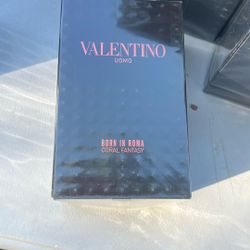 VALENTINO
UOMO
BORN IN ROMA
CORAL FANTASY